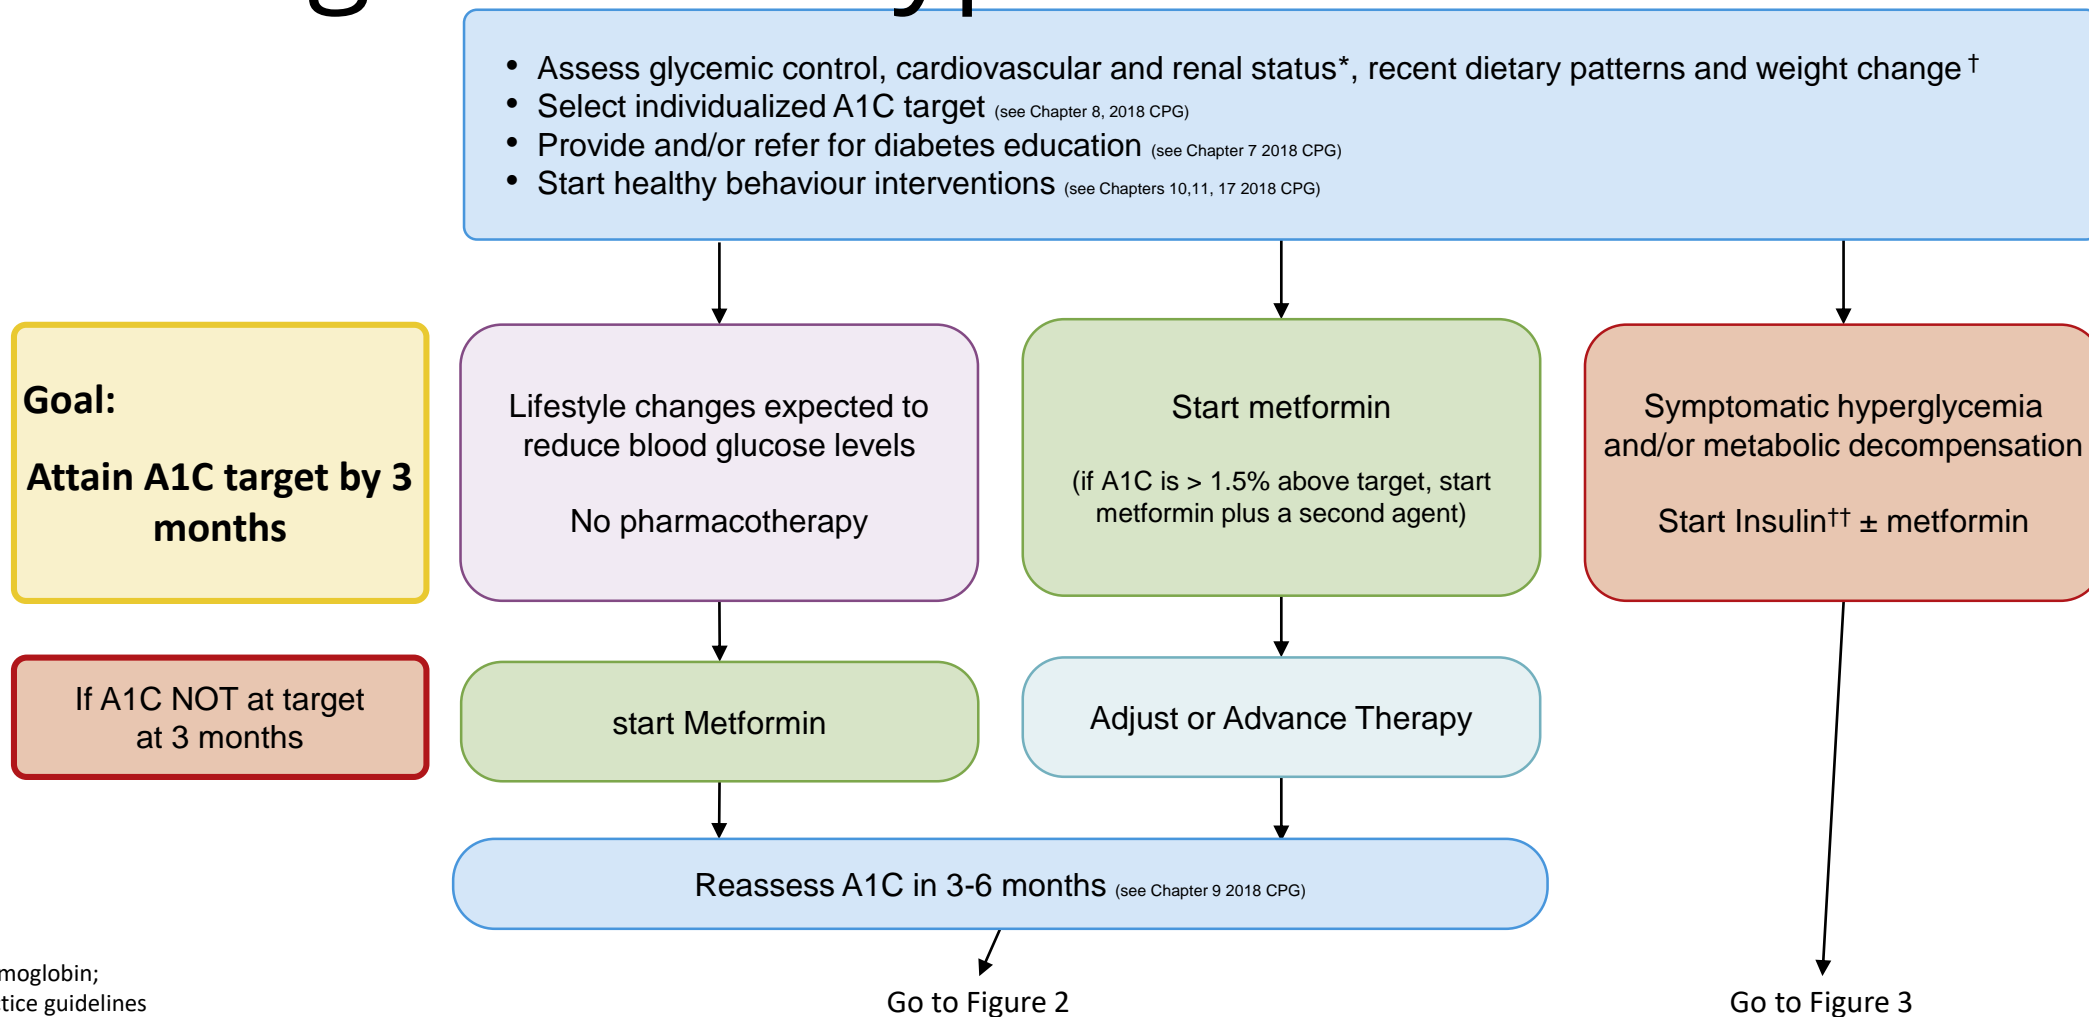 • Assess glycemic control, cardiovascular and renal status*, recent dietary patterns and weight change †
• Select individualized A1C target (see Chapter 8, 2018 CPG)
• Provide and/or refer for diabetes education (see Chapter 7 2018 CPG)
• Start healthy behaviour interventions (see Chapters 10,11, 17 2018 CPG)
Goal:
Attain A1C target by 3
months
Lifestyle changes expected to
reduce blood glucose levels
No pharmacotherapy
Start metformin
(if A1C is > 1.5% above target, start
metformin plus a second agent)
Symptomatic hyperglycemia
and/or metabolic decompensation
Start Insulin†† ± metformin
If A1C NOT at target
at 3 months
start Metformin
Adjust or Advance Therapy
Reassess A1C in 3-6 months (see Chapter 9 2018 CPG)
moglobin;
ctice guidelines
Go to Figure 2
Go to Figure 3